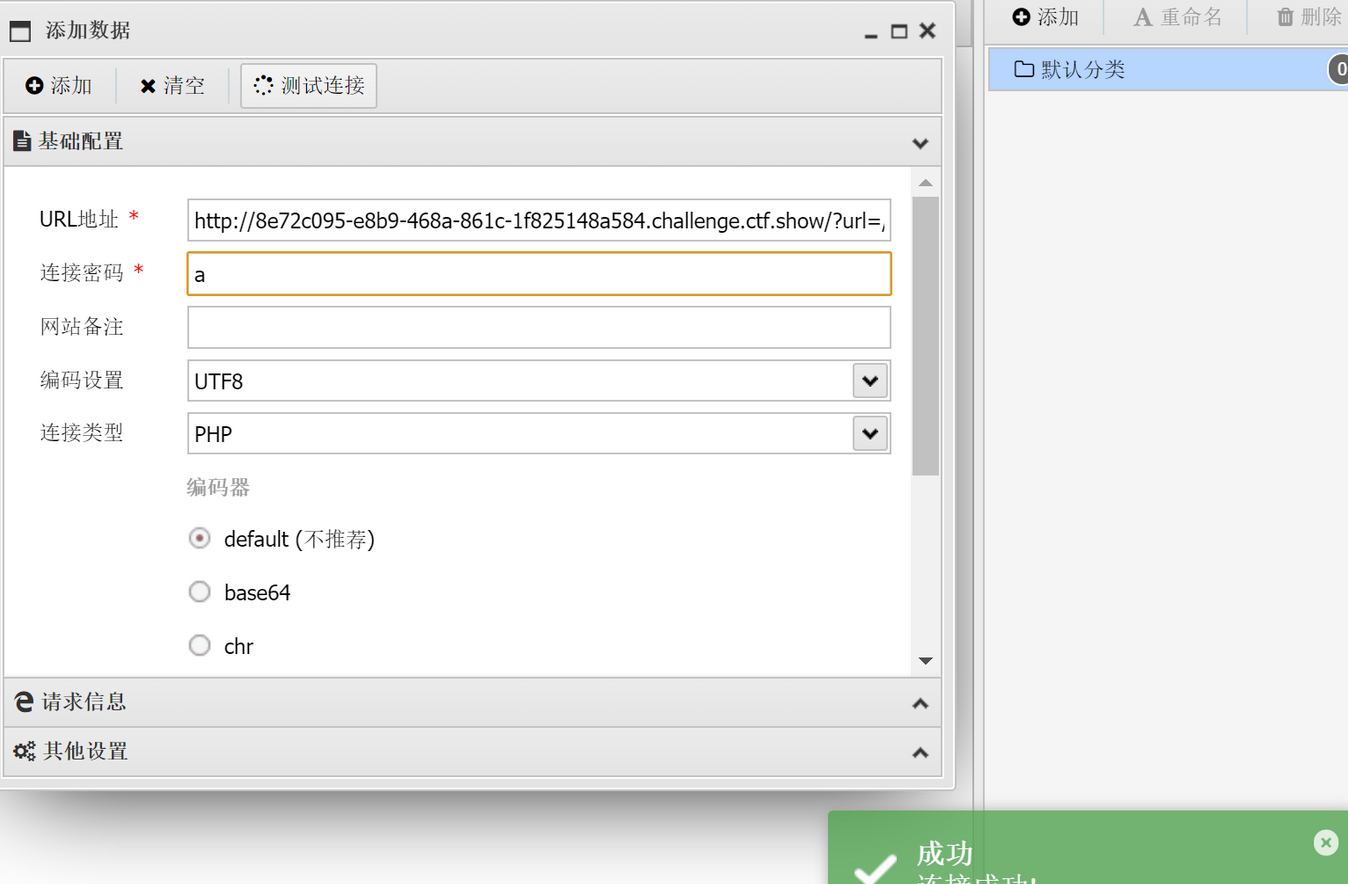 添加数据
添加 清空 测试连接
基础配置
URL地址 * http://8e72c095-e8b9-468a-861c-1f825148a584.challenge.ctf.show/?url=/
连接密码 * a
网站备注
编码设置 UTF8
连接类型 PHP
编码器
default (不推荐)
base64
chr
请求信息
其他设置
添加 重命名 删除
默认分类 0
成功
连接成功!